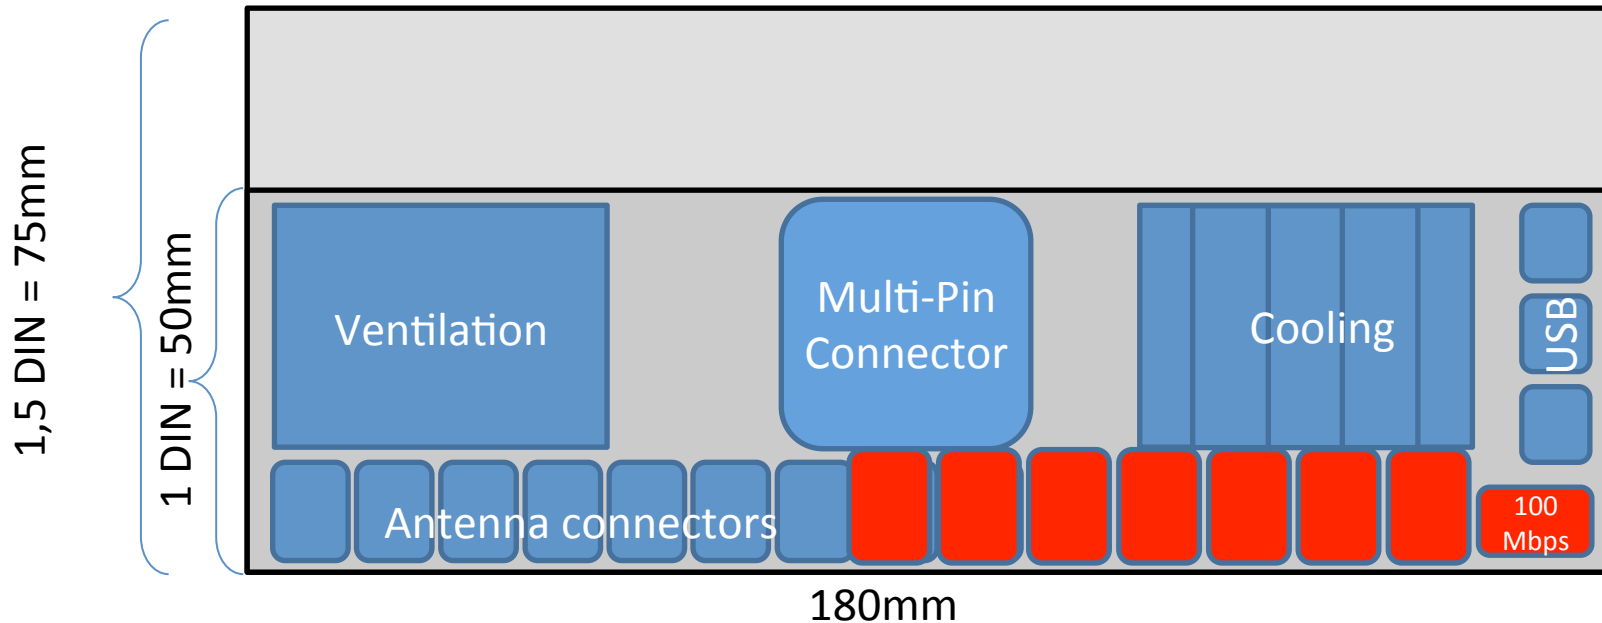 1,5 DIN = 75mm
1 DIN = 50mm
Ventilation
Multi-Pin
Connector
Cooling
USB
Antenna connectors
100
Mbps
180mm